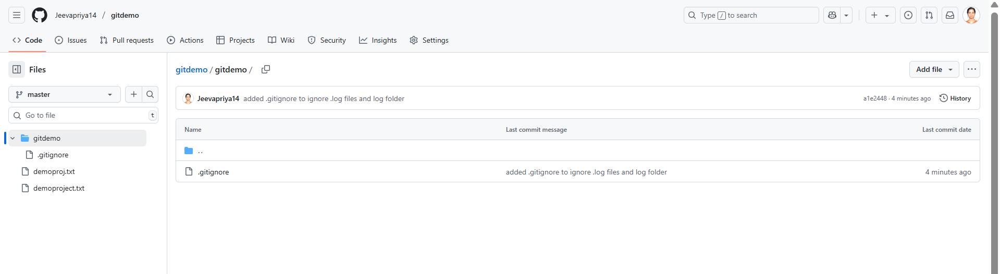 Jeevapriya14 / gitdemo
Type / to search
Code Issues Pull requests Actions Projects Wiki Security Insights Settings
Files
master
Go to file t
gitdemo
.gitignore
demoproj.txt
demoproject.txt
gitdemo / gitdemo /
Add file
Jeevapriya14 added .gitignore to ignore .log files and log folder
a1e2448 · 4 minutes ago History
Name Last commit message Last commit date
..
.gitignore added .gitignore to ignore .log files and log folder 4 minutes ago